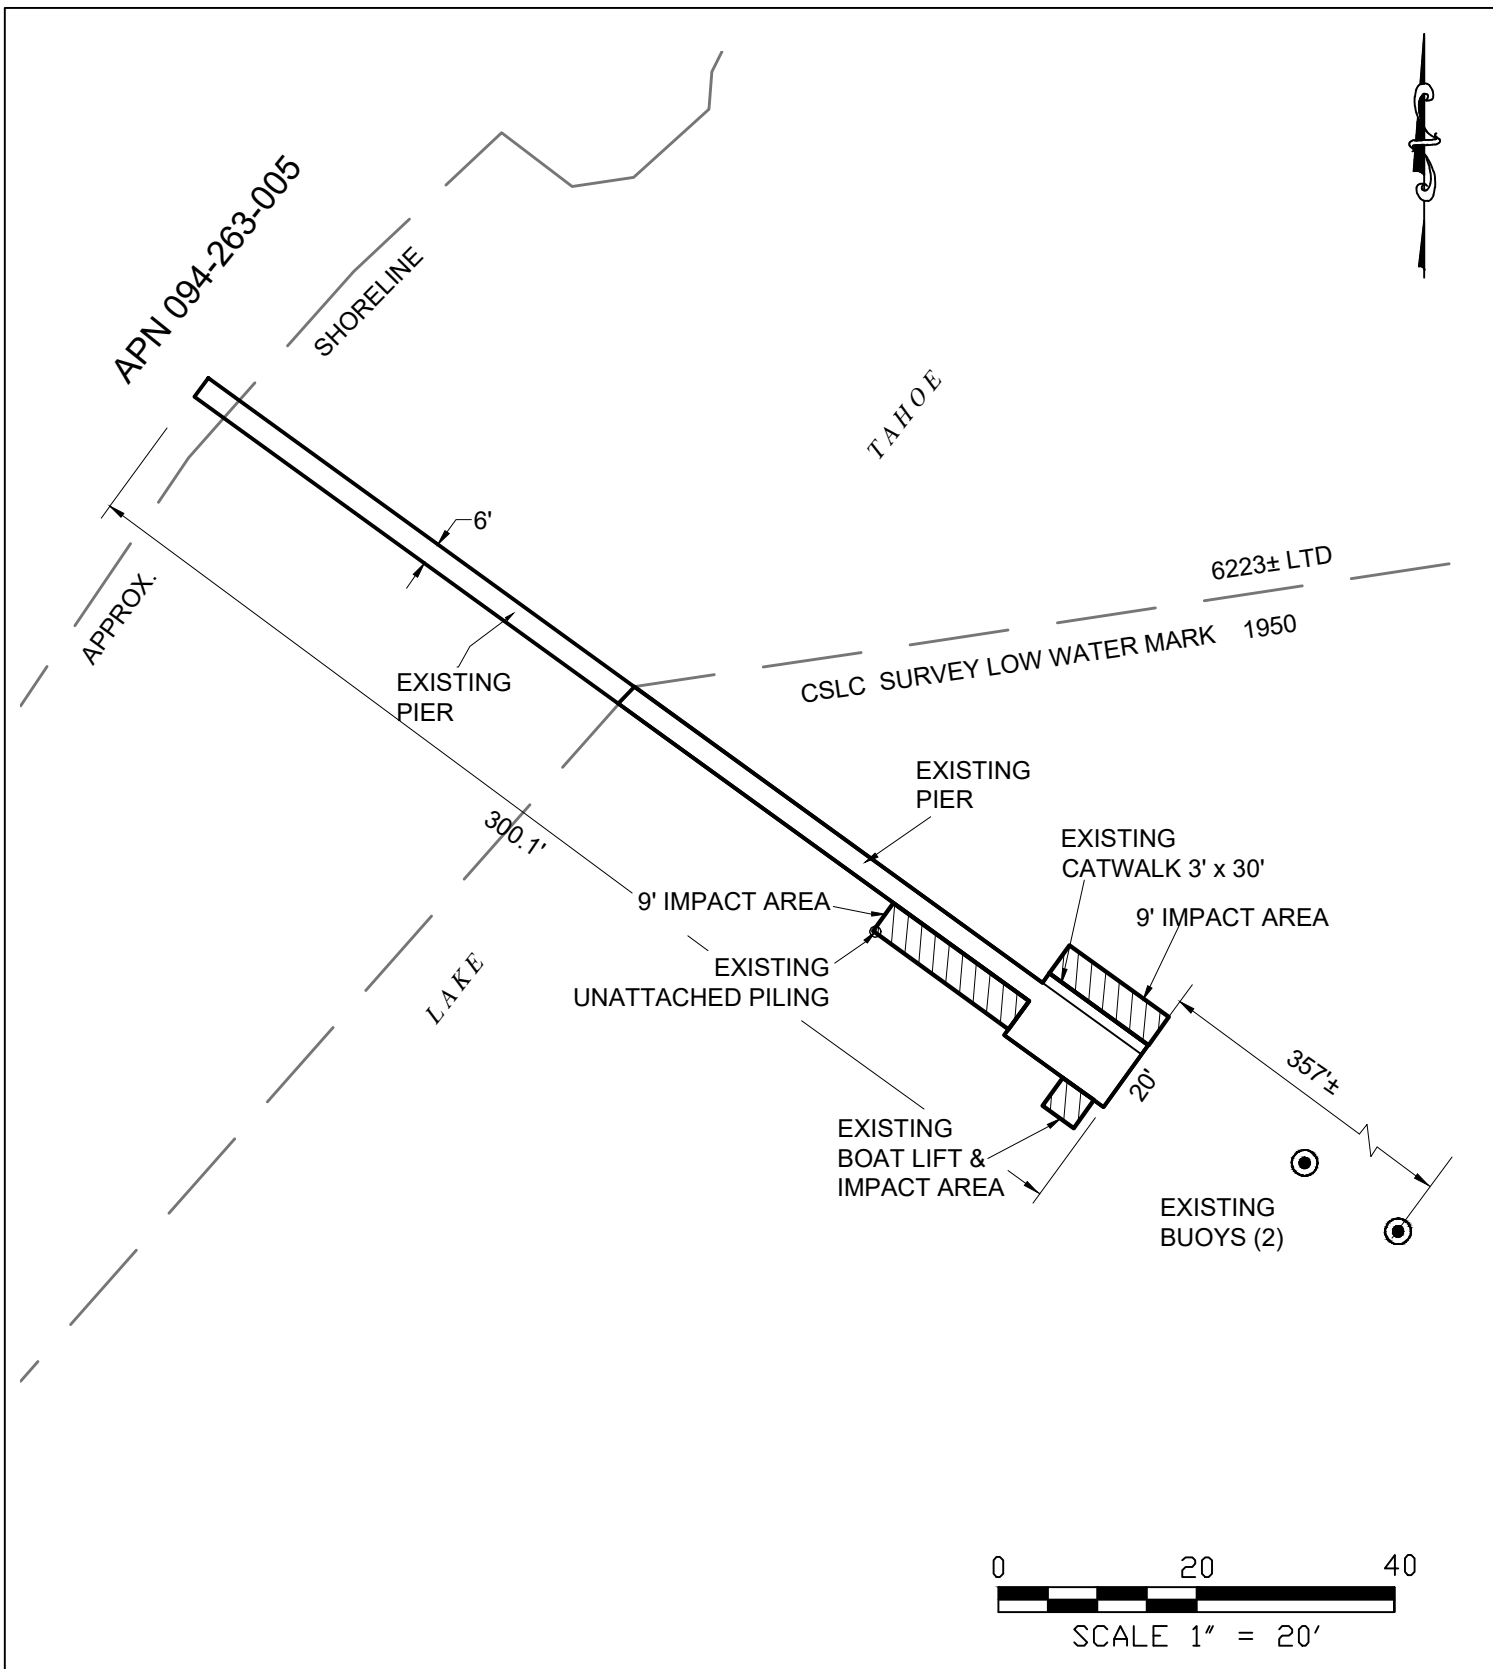 APN 094-263-005
SHORELINE
TAHOE
6'
6223± LTD
APPROX.
CSLC SURVEY LOW WATER MARK 1950
EXISTING
PIER
EXISTING
PIER
300.1'
EXISTING
CATWALK 3' x 30'
9' IMPACT AREA
9' IMPACT AREA
EXISTING
UNATTACHED PILING
LAKE
357'±
20'
EXISTING
BOAT LIFT &
IMPACT AREA
EXISTING
BUOYS (2)
0 20 40
SCALE 1" = 20'